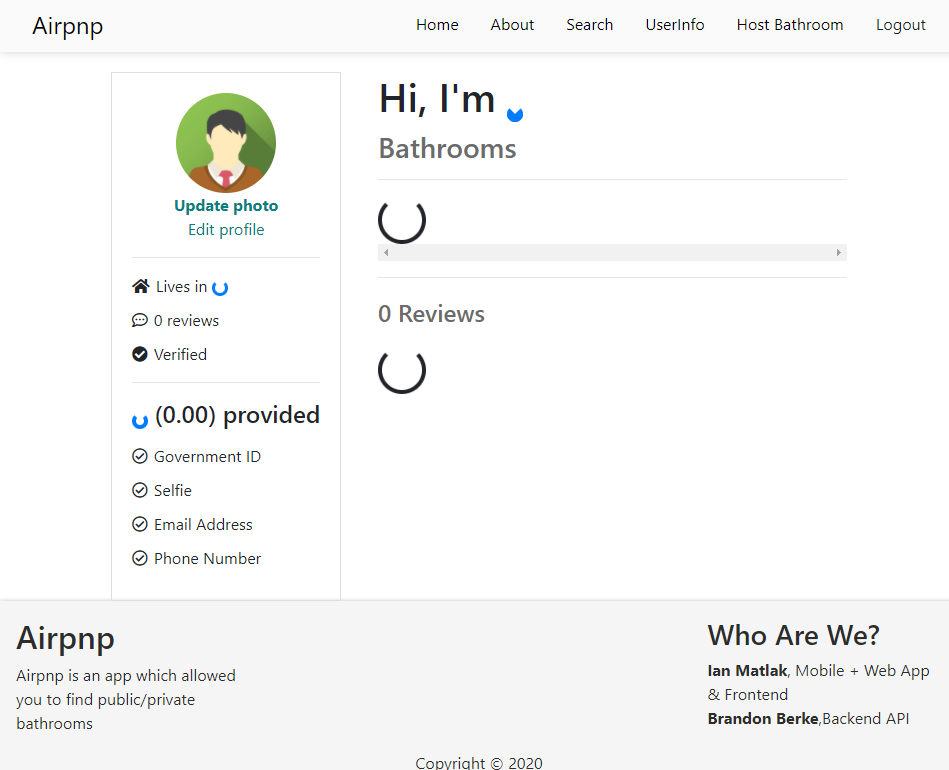 Airpnp
Home About Search UserInfo Host Bathroom Logout
Update photo
Edit profile
Lives in
0 reviews
Verified
(0.00) provided
Government ID
Selfie
Email Address
Phone Number
Hi, I'm
Bathrooms
0 Reviews
Airpnp
Airpnp is an app which allowed
you to find public/private
bathrooms
Who Are We?
Ian Matlak, Mobile + Web App
& Frontend
Brandon Berke,Backend API
Copyright © 2020